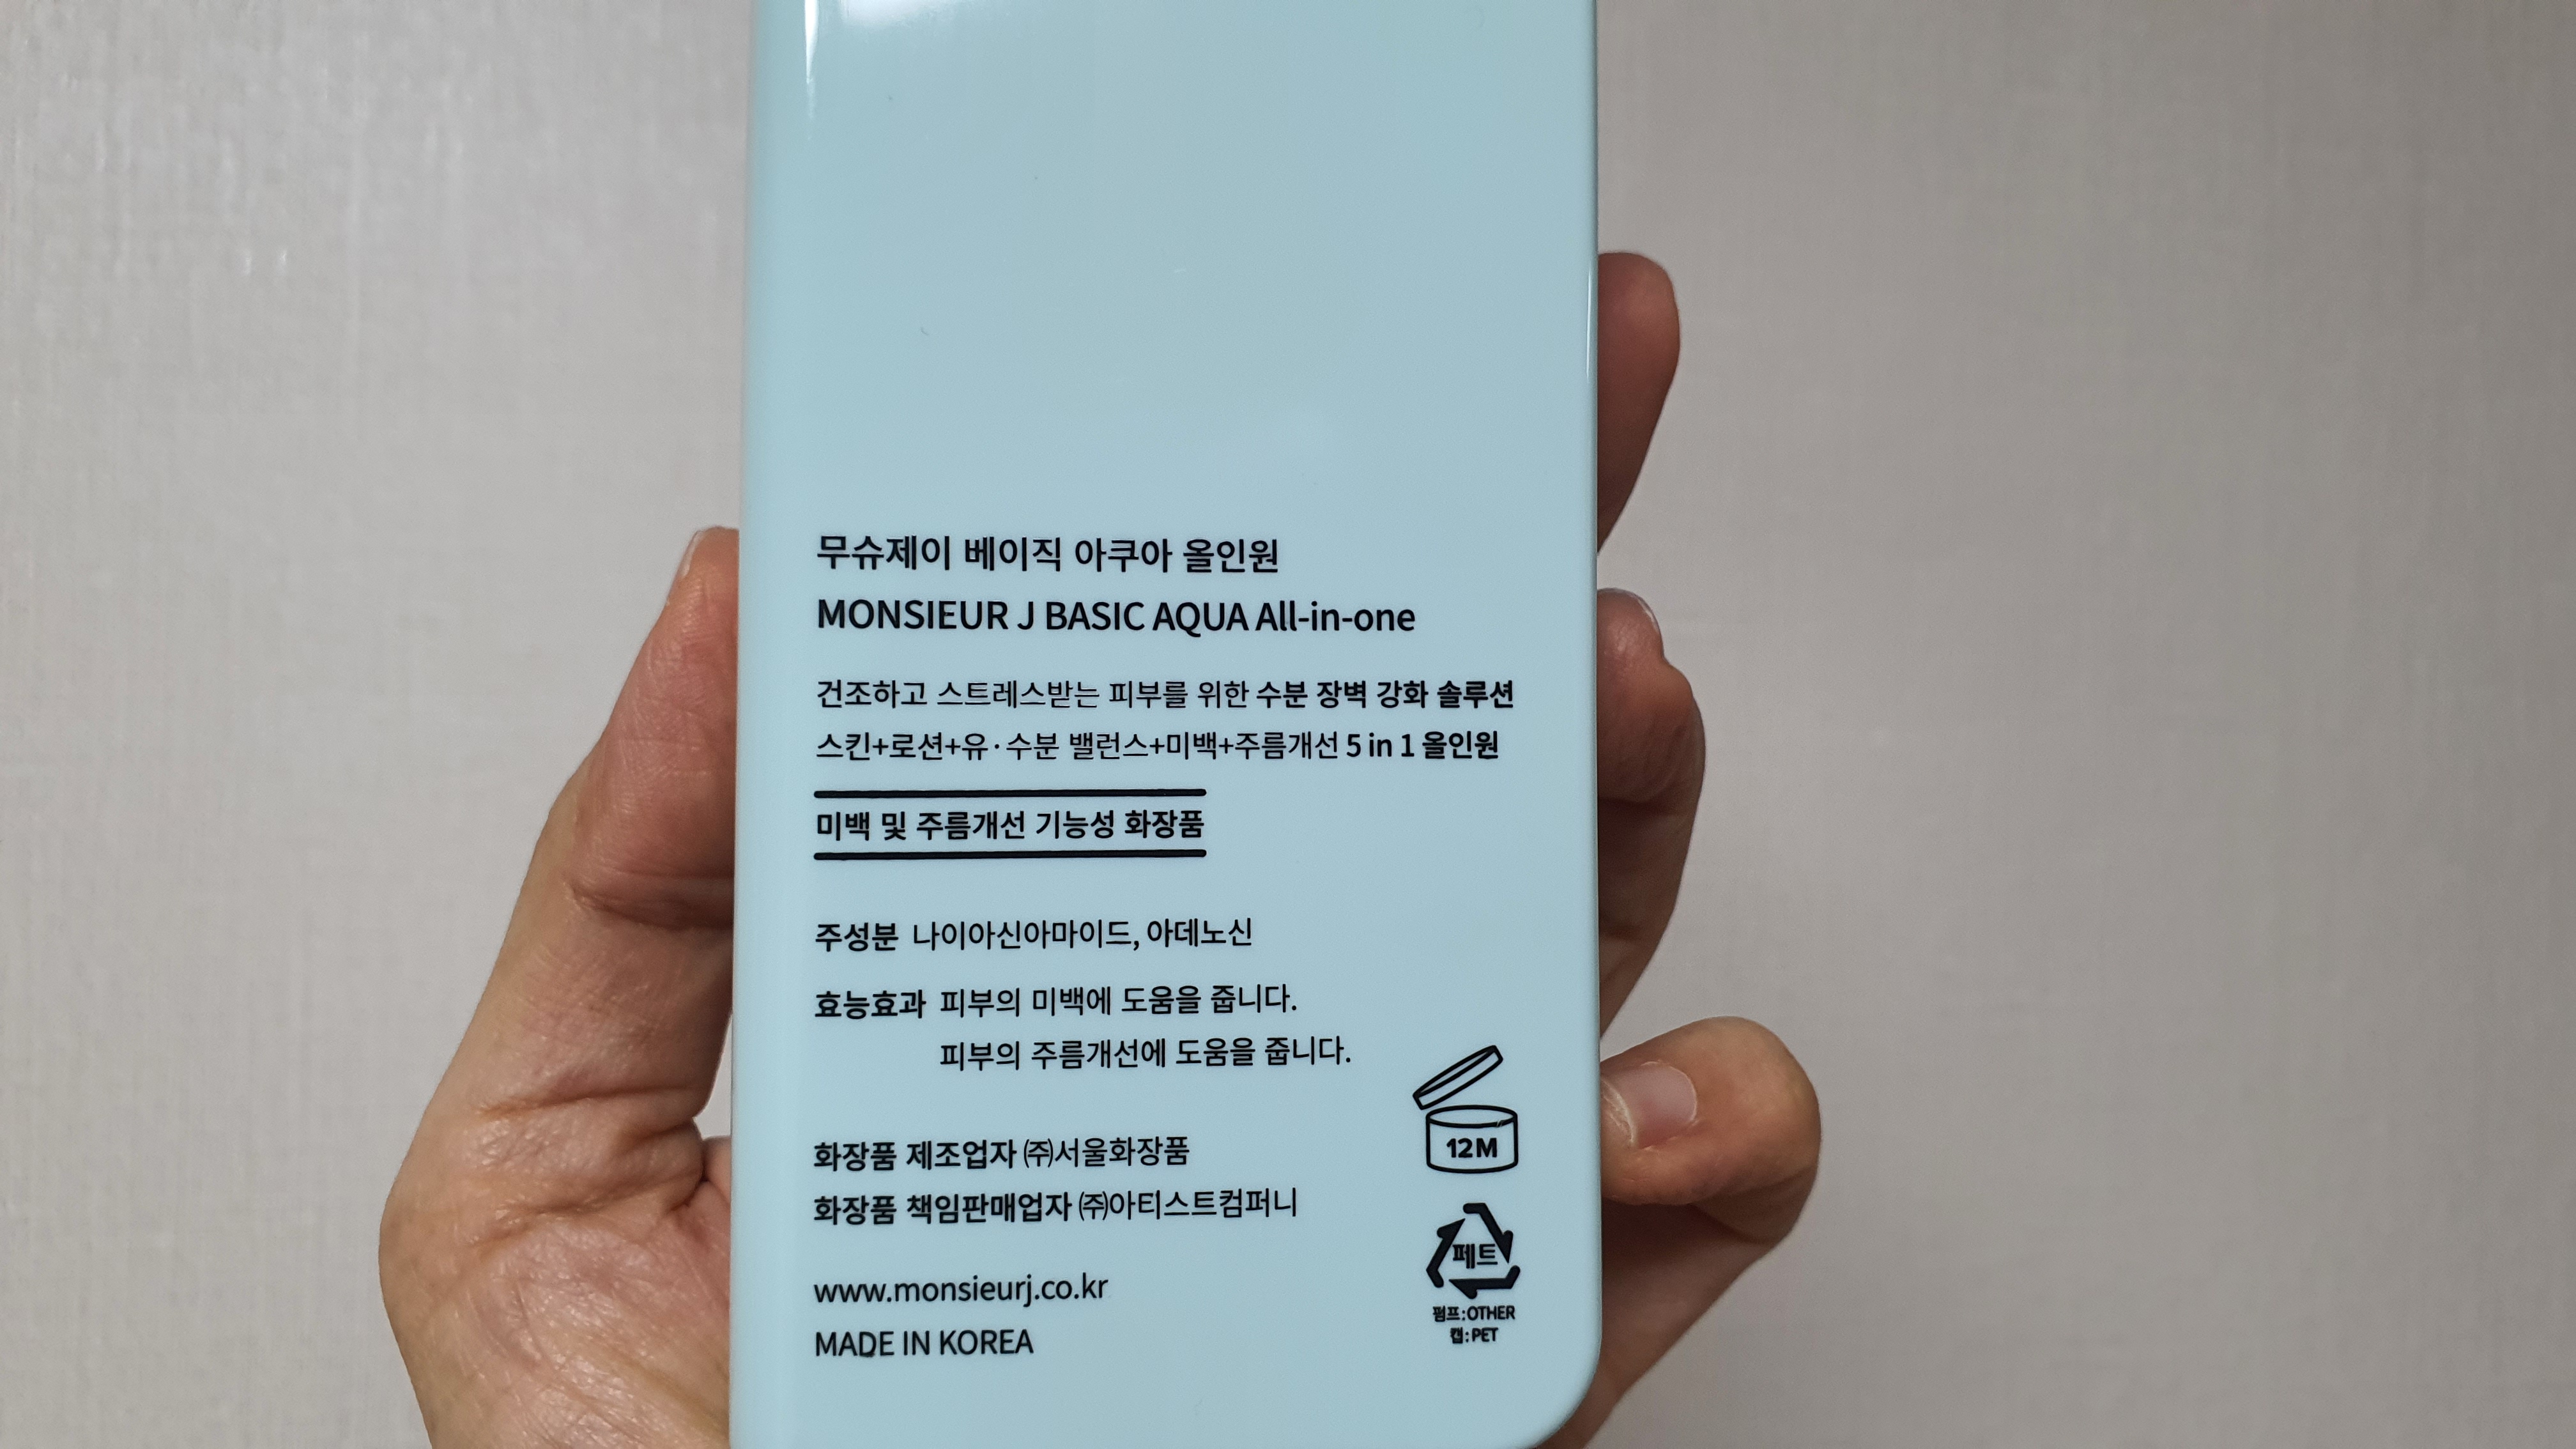 무슈제이 베이직 아쿠아 올인원
MONSIEUR J BASIC AQUA All-in-one
건조하고 스트레스받는 피부를 위한 수분 장벽 강화 솔루션
스킨+로션+유·수분 밸런스+미백+주름개선 5 in 1 올인원
미백 및 주름개선 기능성 화장품
주성분 나이아신아마이드, 아데노신
효능효과 피부의 미백에 도움을 줍니다.
피부의 주름개선에 도움을 줍니다.
12M
화장품 제조업자 ㈜서울화장품
화장품 책임판매업자 ㈜아티스트컴퍼니
페트
펌프:OTHER
캡:PET
www.monsieurj.co.kr
MADE IN KOREA